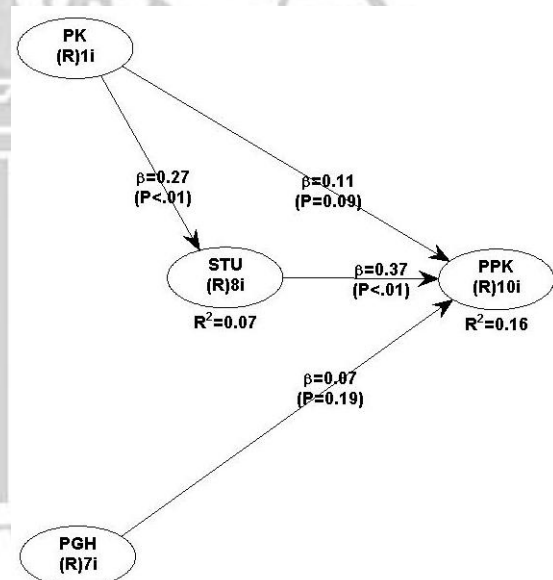 PK
(R)1i
β=0.27
(P<.01)
β=0.11
(P=0.09)
STU
(R)8i
R²=0.07
β=0.37
(P<.01)
PPK
(R)10i
R²=0.16
β=0.07
(P=0.19)
PGH
(R)7i